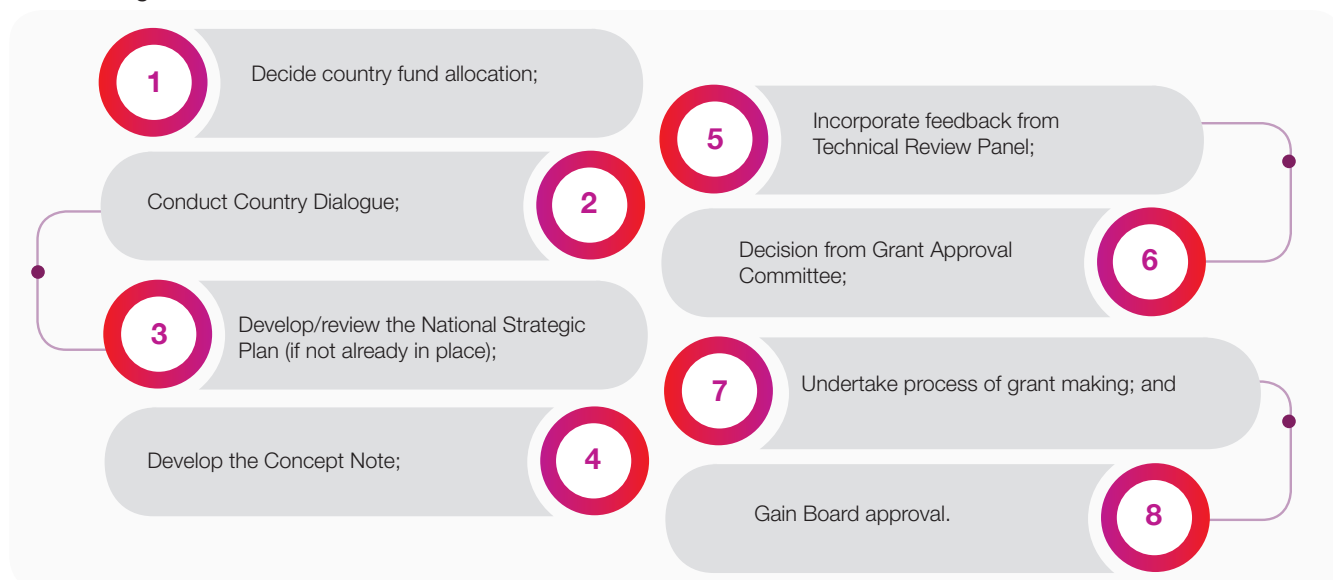 1
Decide country fund allocation;
Conduct Country Dialogue;
2
3
Develop/review the National Strategic
Plan (if not already in place);
Develop the Concept Note;
4
5
Incorporate feedback from
Technical Review Panel;
Decision from Grant Approval
Committee;
6
7
Undertake process of grant making; and
Gain Board approval.
8